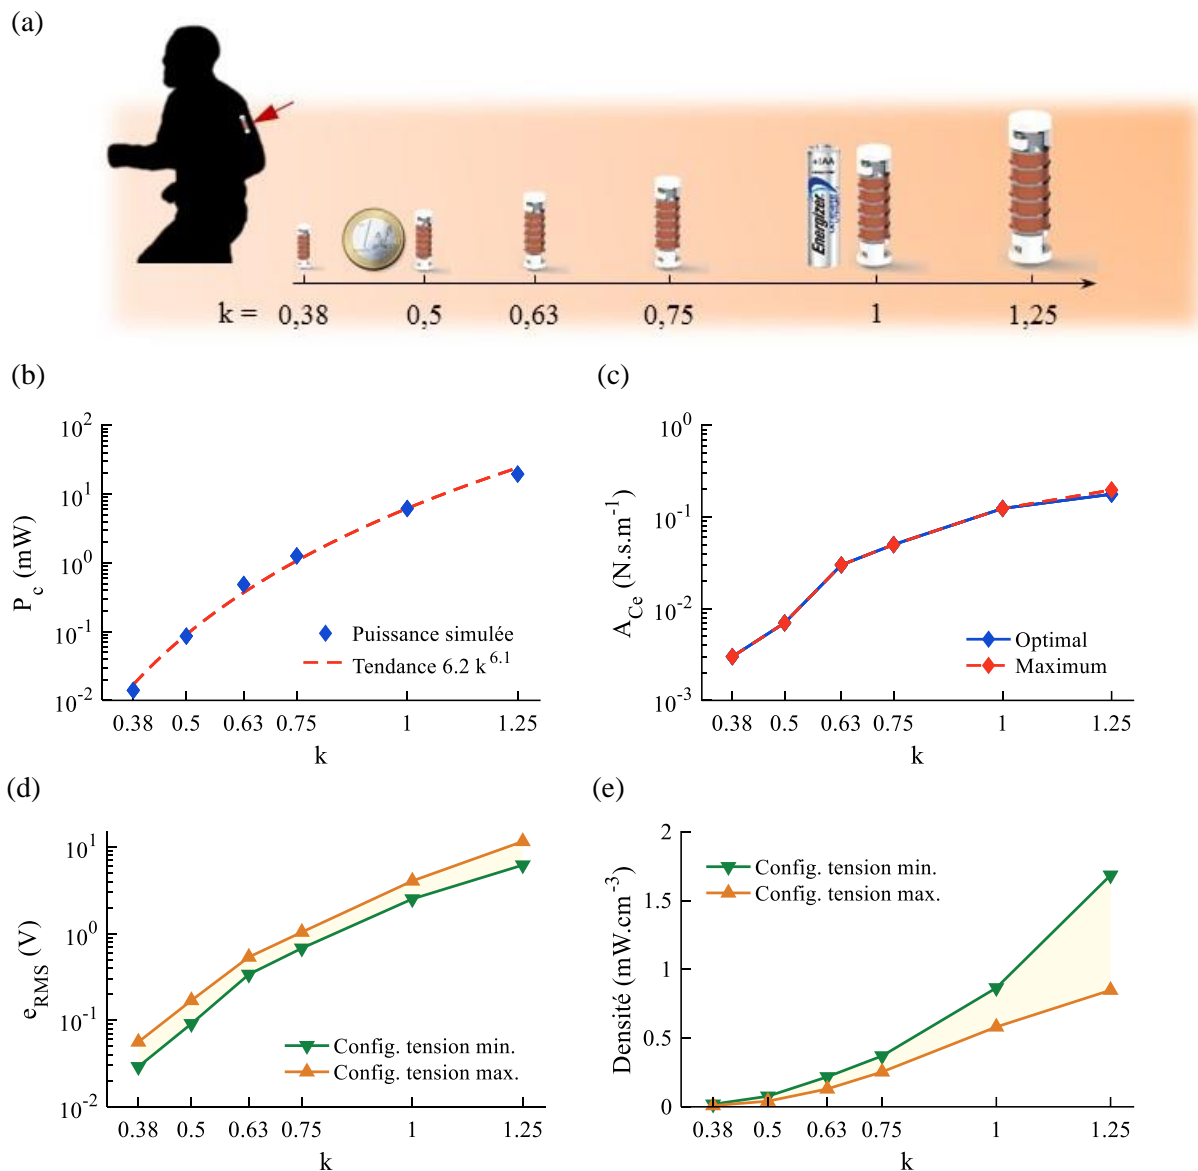 (a)
+ AA
Energizer
k = 0,38 0,5 0,63 0,75 1 1,25
(b)
P_c (mW)
10^2
10^1
10^0
10^-1
10^-2
Puissance simulée
Tendance 6.2 k^6.1
0.38 0.5 0.63 0.75 1 1.25
k
(c)
A_Ce (N.s.m^-1)
10^0
10^-1
10^-2
10^-3
Optimal
Maximum
0.38 0.5 0.63 0.75 1 1.25
k
(d)
e_RMS (V)
10^1
10^0
10^-1
10^-2
Config. tension min.
Config. tension max.
0.38 0.5 0.63 0.75 1 1.25
k
(e)
Densité (mW.cm^-3)
2
1.5
1
0.5
0
Config. tension min.
Config. tension max.
0.38 0.5 0.63 0.75 1 1.25
k